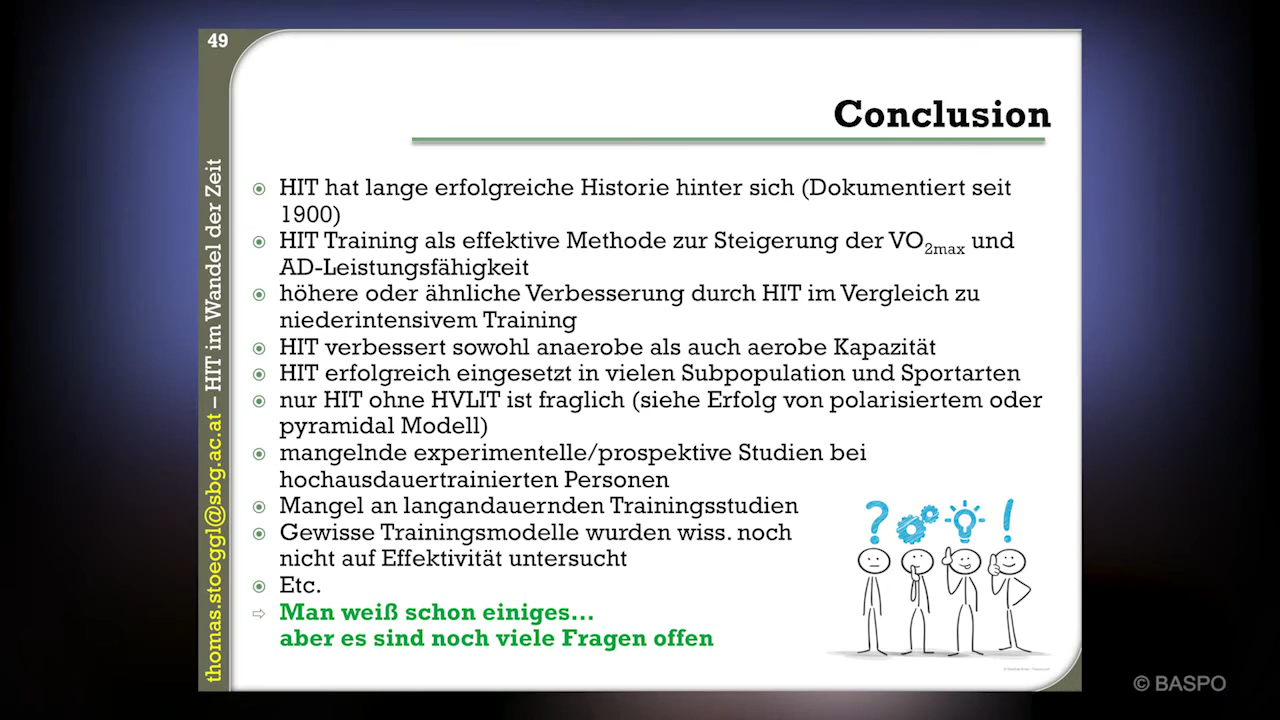 49
Conclusion
thomas.stoeggl@sbg.ac.at – HIT im Wandel der Zeit
HIT hat lange erfolgreiche Historie hinter sich (Dokumentiert seit
1900)
HIT Training als effektive Methode zur Steigerung der VO2max und
AD-Leistungsfähigkeit
höhere oder ähnliche Verbesserung durch HIT im Vergleich zu
niederintensivem Training
HIT verbessert sowohl anaerobe als auch aerobe Kapazität
HIT erfolgreich eingesetzt in vielen Subpopulation und Sportarten
nur HIT ohne HVLIT ist fraglich (siehe Erfolg von polarisiertem oder
pyramidal Modell)
mangelnde experimentelle/prospektive Studien bei
hochausdauertrainierten Personen
Mangel an langandauernden Trainingsstudien
Gewisse Trainingsmodelle wurden wiss. noch
nicht auf Effektivität untersucht
Etc.
⇨ Man weiß schon einiges…
aber es sind noch viele Fragen offen
? !
© BASPO